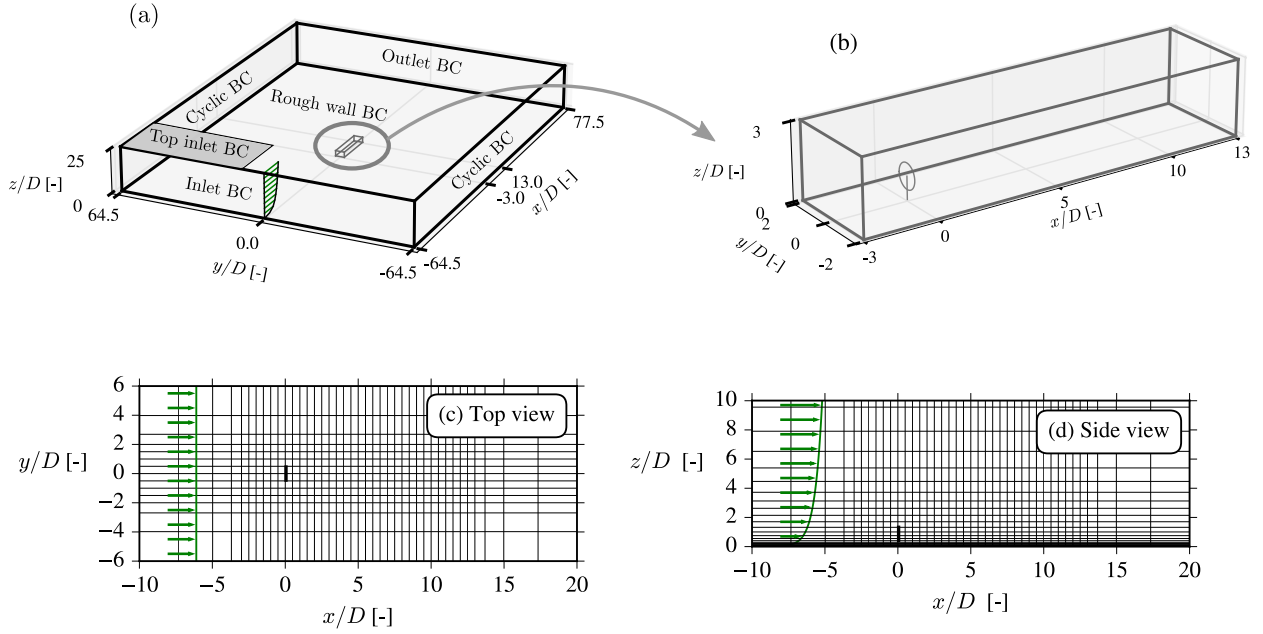 (a)
Outlet BC
Cyclic BC
Rough wall BC
Top inlet BC
Inlet BC
Cyclic BC
25
z/D [-]
0
64.5
0.0
y/D [-]
-64.5
-64.5
-3.0
13.0
x/D [-]
77.5
(b)
3
z/D [-]
0
2
0
y/D [-]
-2
-3
0
5
x/D [-]
10
13
6
4
2
y/D [-]
0
−2
−4
−6
(c) Top view
−10 −5 0 5 10 15 20
x/D [-]
10
8
6
z/D [-]
4
2
0
(d) Side view
−10 −5 0 5 10 15 20
x/D [-]